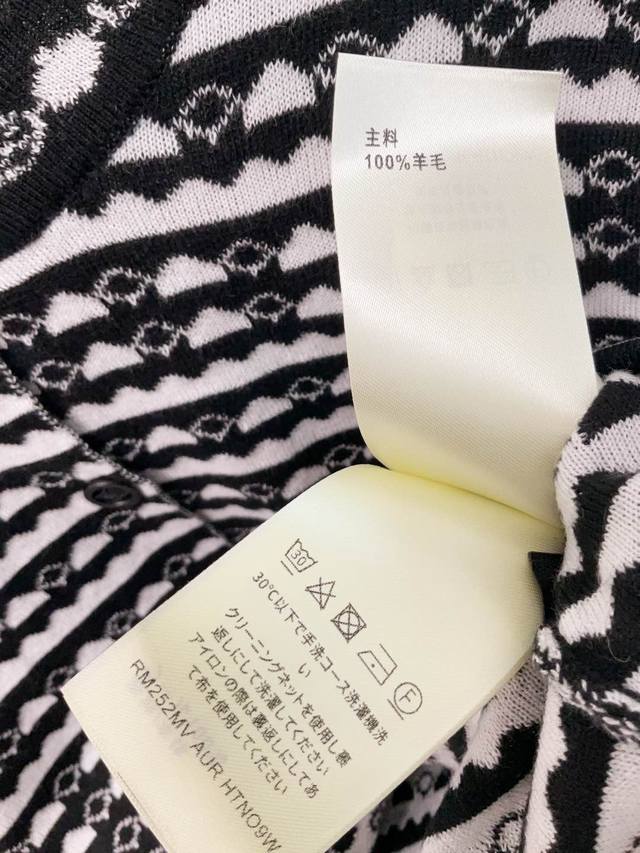 主料
100%羊毛
30
F
30℃以下で手洗コース洗濯機洗
い
クリーニングネットを使用し裏
返しにして洗濯してください
アイロンの際は裏返しにしてあ
て布を使用してください
RM252MV AUR HTNO9W